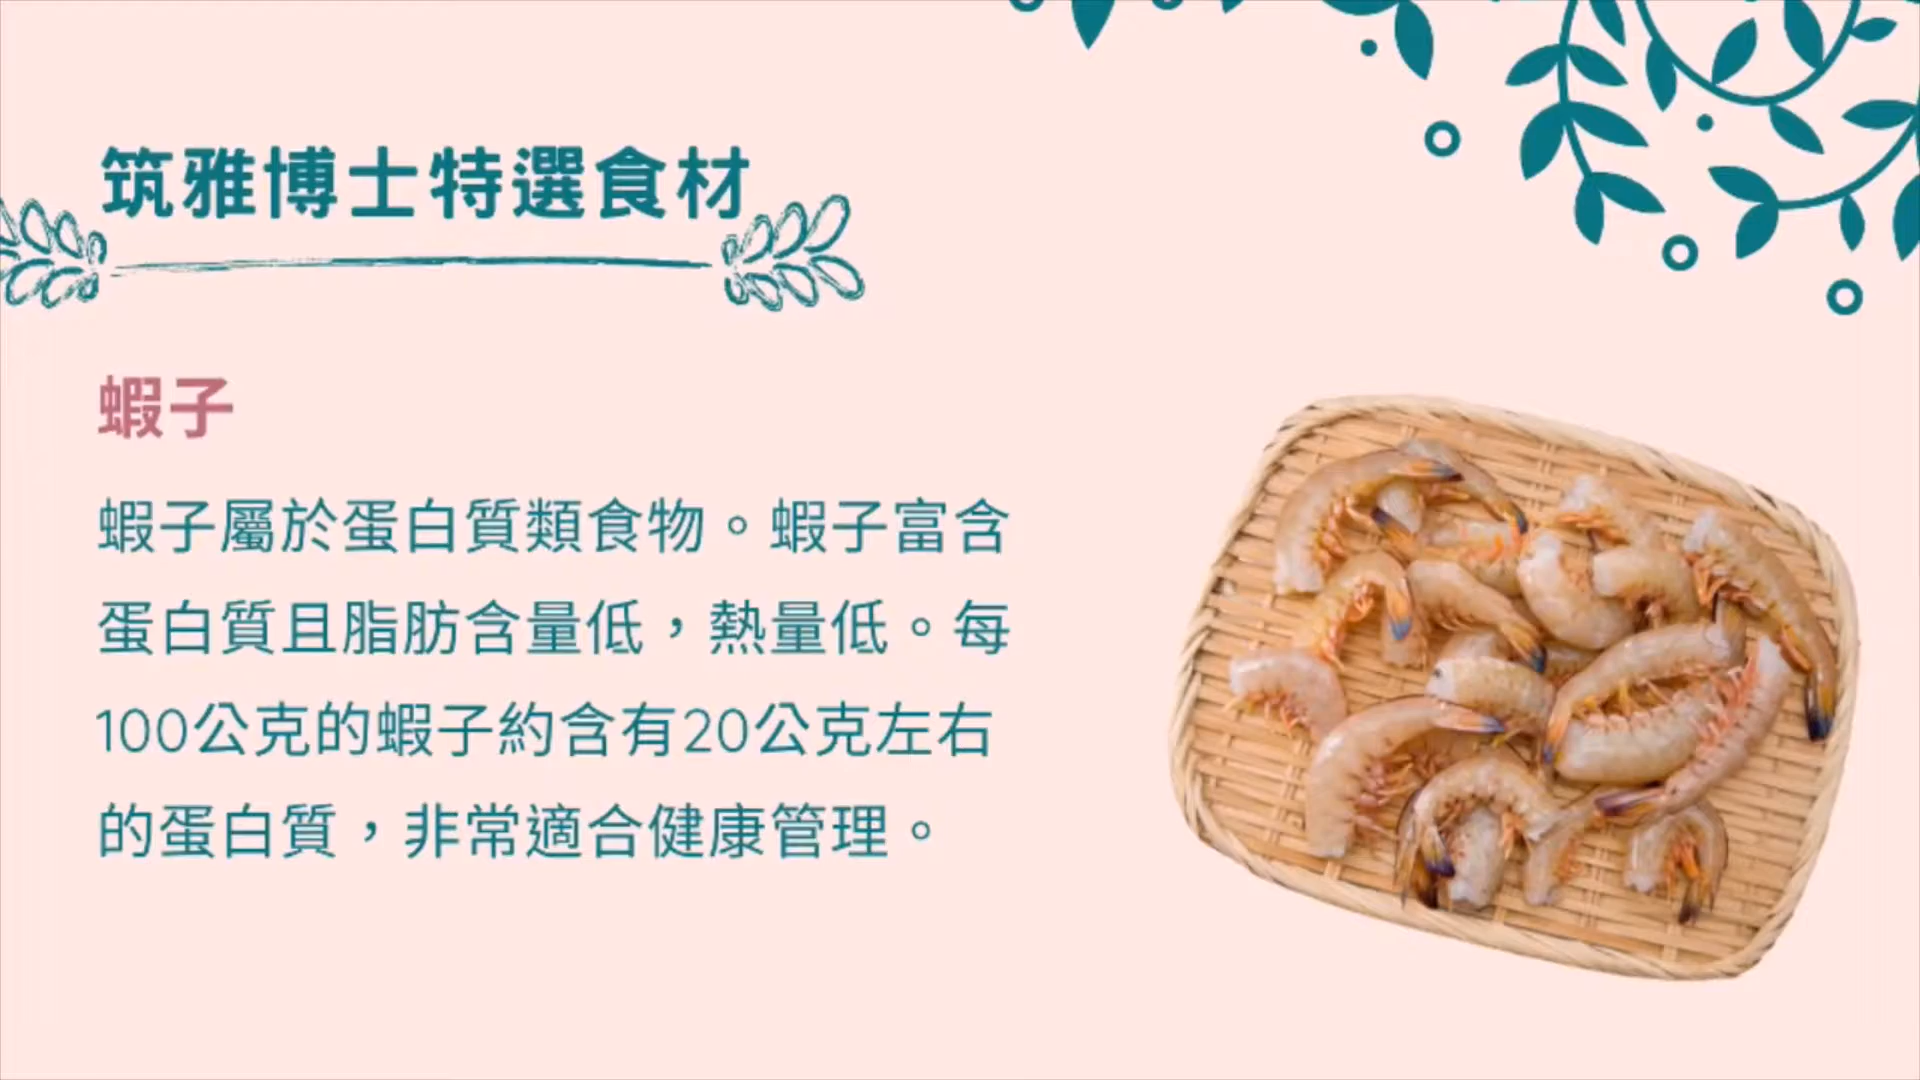 筑雅博士特選食材
蝦子
蝦子屬於蛋白質類食物。蝦子富含
蛋白質且脂肪含量低，熱量低。每
100公克的蝦子約含有20公克左右
的蛋白質，非常適合健康管理。